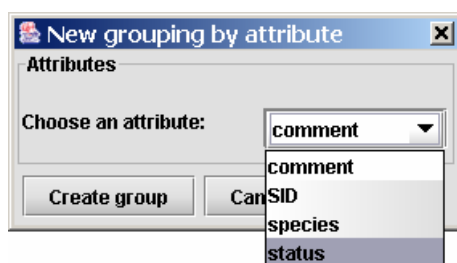 New grouping by attribute
Attributes
Choose an attribute:
comment
comment
SID
species
status
Create group
Can